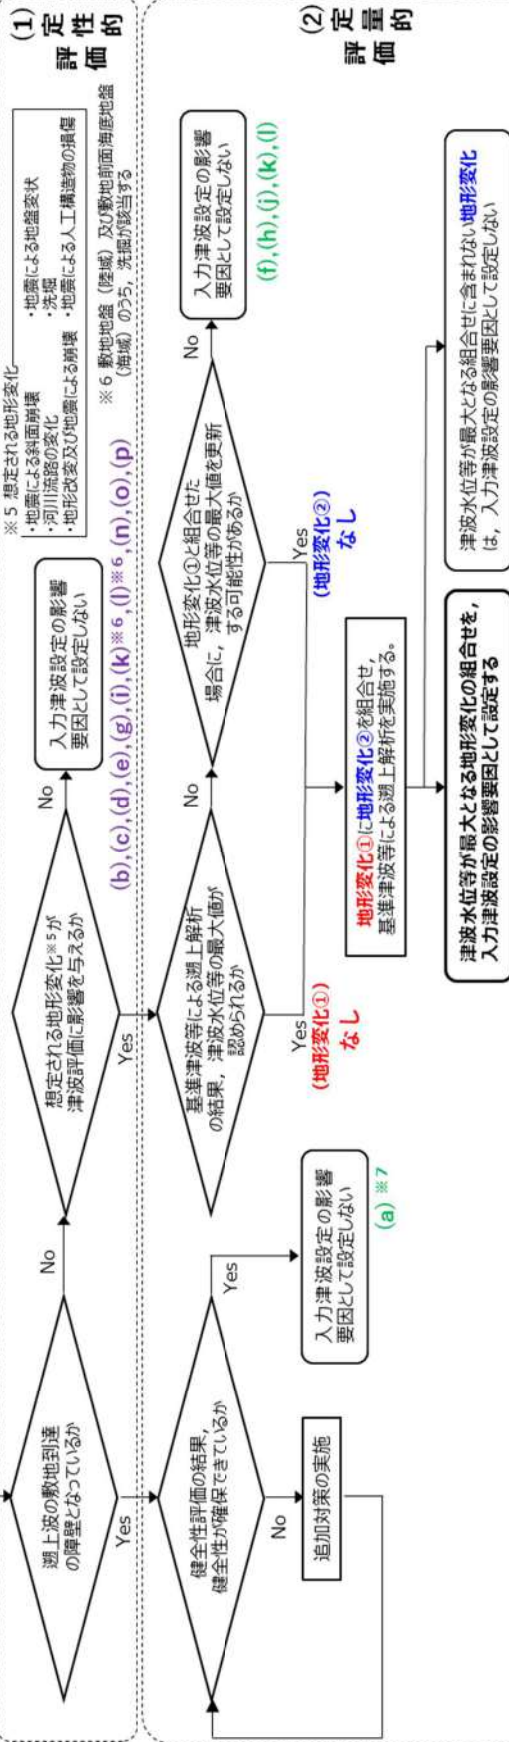 (1)
定性的
評価
※5 想定される地形変化
・地震による斜面崩壊
・地震による地盤変状
・河川流路の変化
・洗掘
・地形改変及び地震による崩壊
・地震による人工構造物の損傷
※6 敷地地盤（陸域）及び敷地前面海底地盤
（海域）のうち，洗掘が該当する
遡上波の敷地到達
の障壁となっているか
No
Yes
想定される地形変化※5が
津波評価に影響を与えるか
No
Yes
入力津波設定の影響
要因として設定しない
(b),(c),(d),(e),(g),(i),(k)※6,(l)※6,(n),(o),(p)
(2)
定量的
評価
健全性評価の結果，
健全性が確保できているか
Yes
No
入力津波設定の影響
要因として設定しない
(a)※7
追加対策の実施
基準津波等による遡上解析
の結果，津波水位等の最大値が
認められるか
No
Yes
(地形変化①)
なし
地形変化①と組合せた
場合に，津波水位等の最大値を更新
する可能性があるか
No
Yes
(地形変化②)
なし
入力津波設定の影響
要因として設定しない
(f),(h),(j),(k),(l)
地形変化①に地形変化②を組合せ，
基準津波等による遡上解析を実施する。
津波水位等が最大となる地形変化の組合せを，
入力津波設定の影響要因として設定する
津波水位等が最大となる組合せに含まれない地形変化
は，入力津波設定の影響要因として設定しない